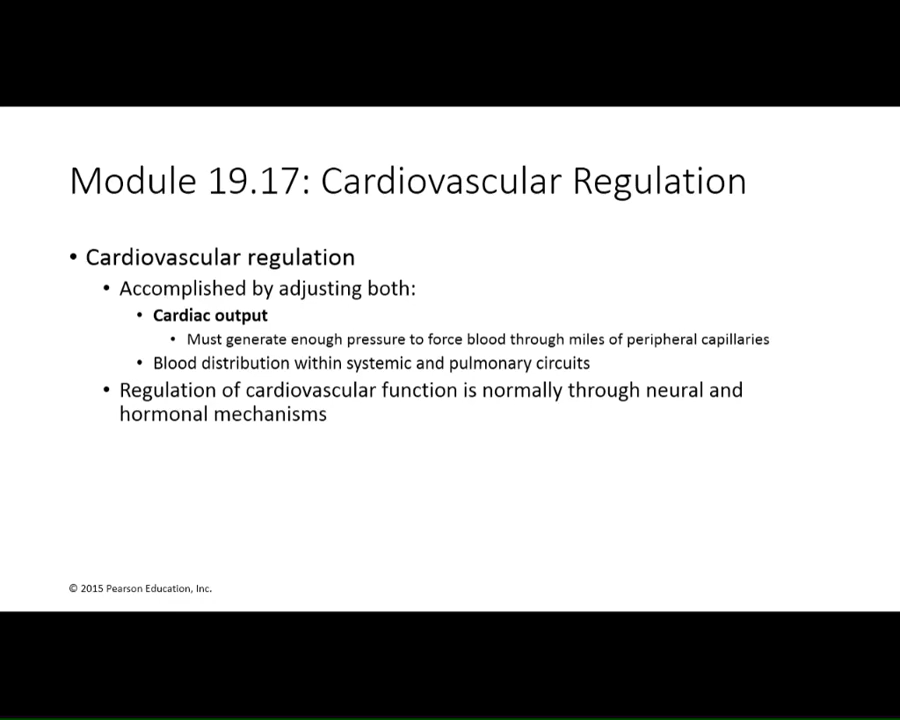 Module 19.17: Cardiovascular Regulation
• Cardiovascular regulation
• Accomplished by adjusting both:
• Cardiac output
• Must generate enough pressure to force blood through miles of peripheral capillaries
• Blood distribution within systemic and pulmonary circuits
• Regulation of cardiovascular function is normally through neural and
hormonal mechanisms
© 2015 Pearson Education, Inc.